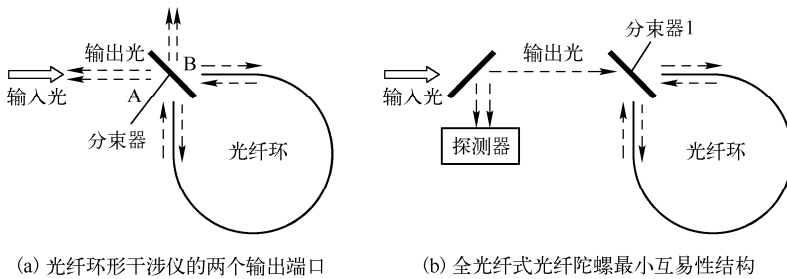 输出光
B
输入光
A
分束器
光纤环
(a) 光纤环形干涉仪的两个输出端口
分束器1
输出光
输入光
探测器
光纤环
(b) 全光纤式光纤陀螺最小互易性结构